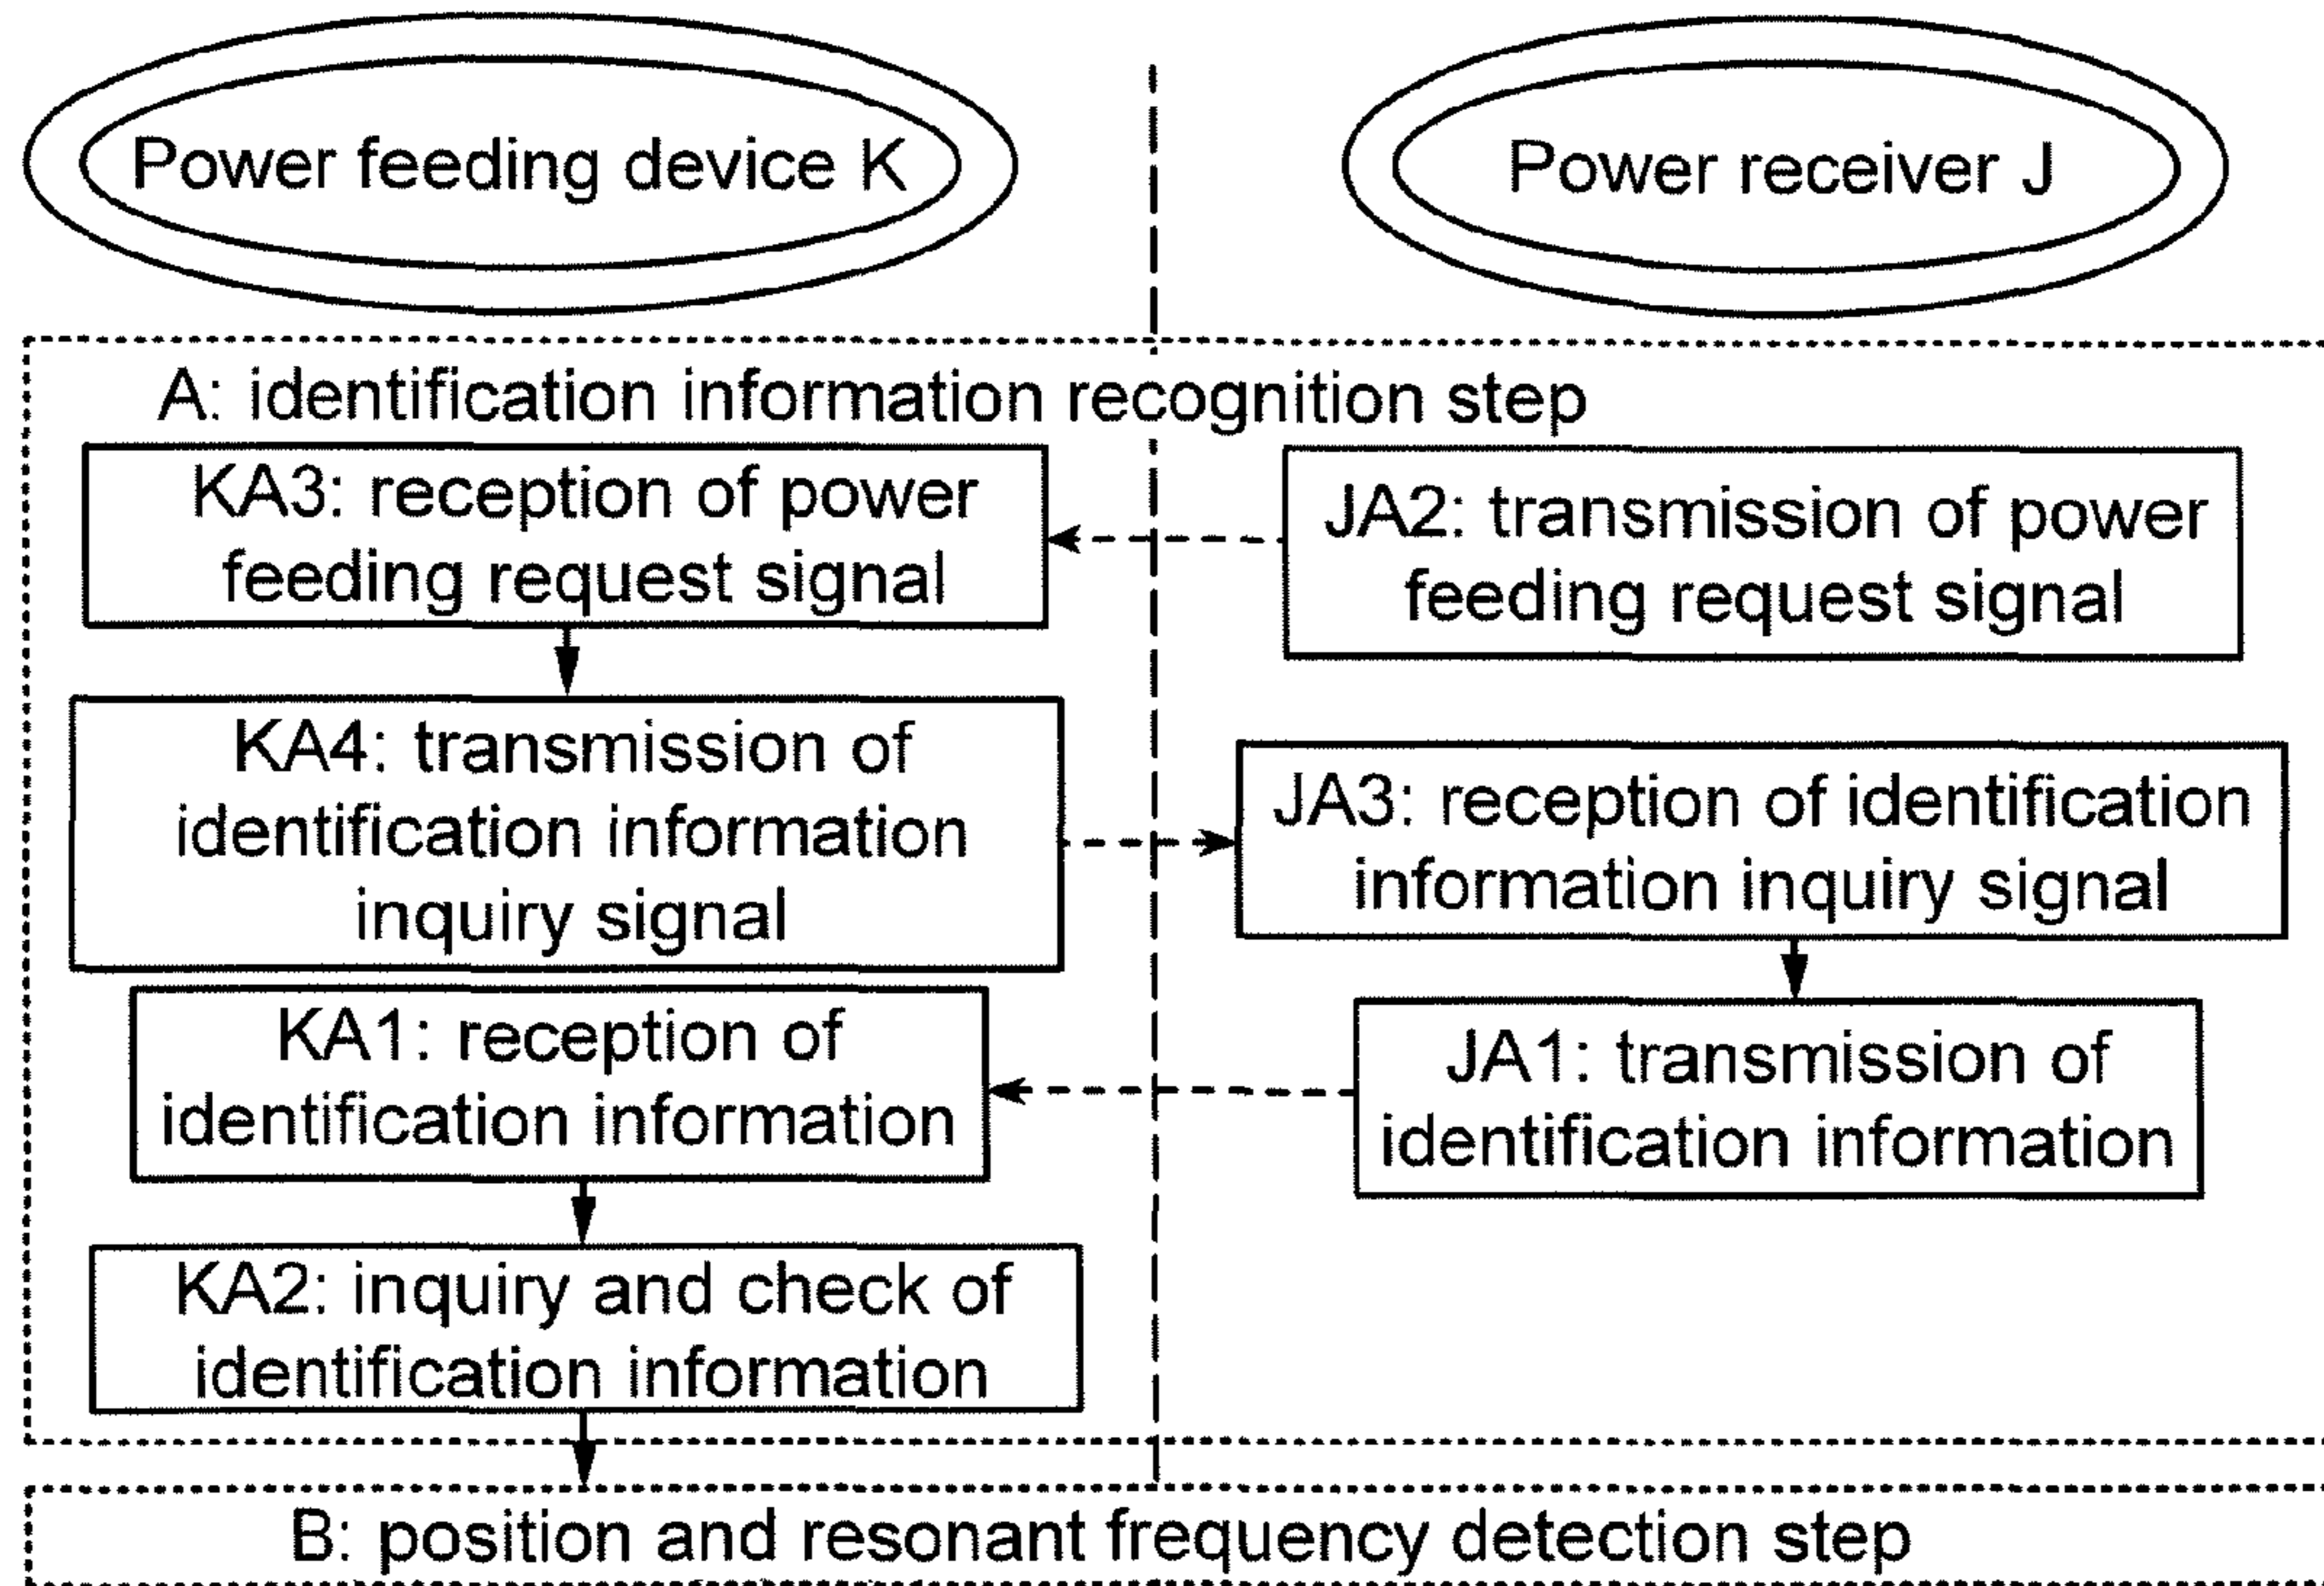 Power feeding device K
Power receiver J
A: identification information recognition step
KA3: reception of power
feeding request signal
JA2: transmission of power
feeding request signal
KA4: transmission of
identification information
inquiry signal
JA3: reception of identification
information inquiry signal
KA1: reception of
identification information
JA1: transmission of
identification information
KA2: inquiry and check of
identification information
B: position and resonant frequency detection step